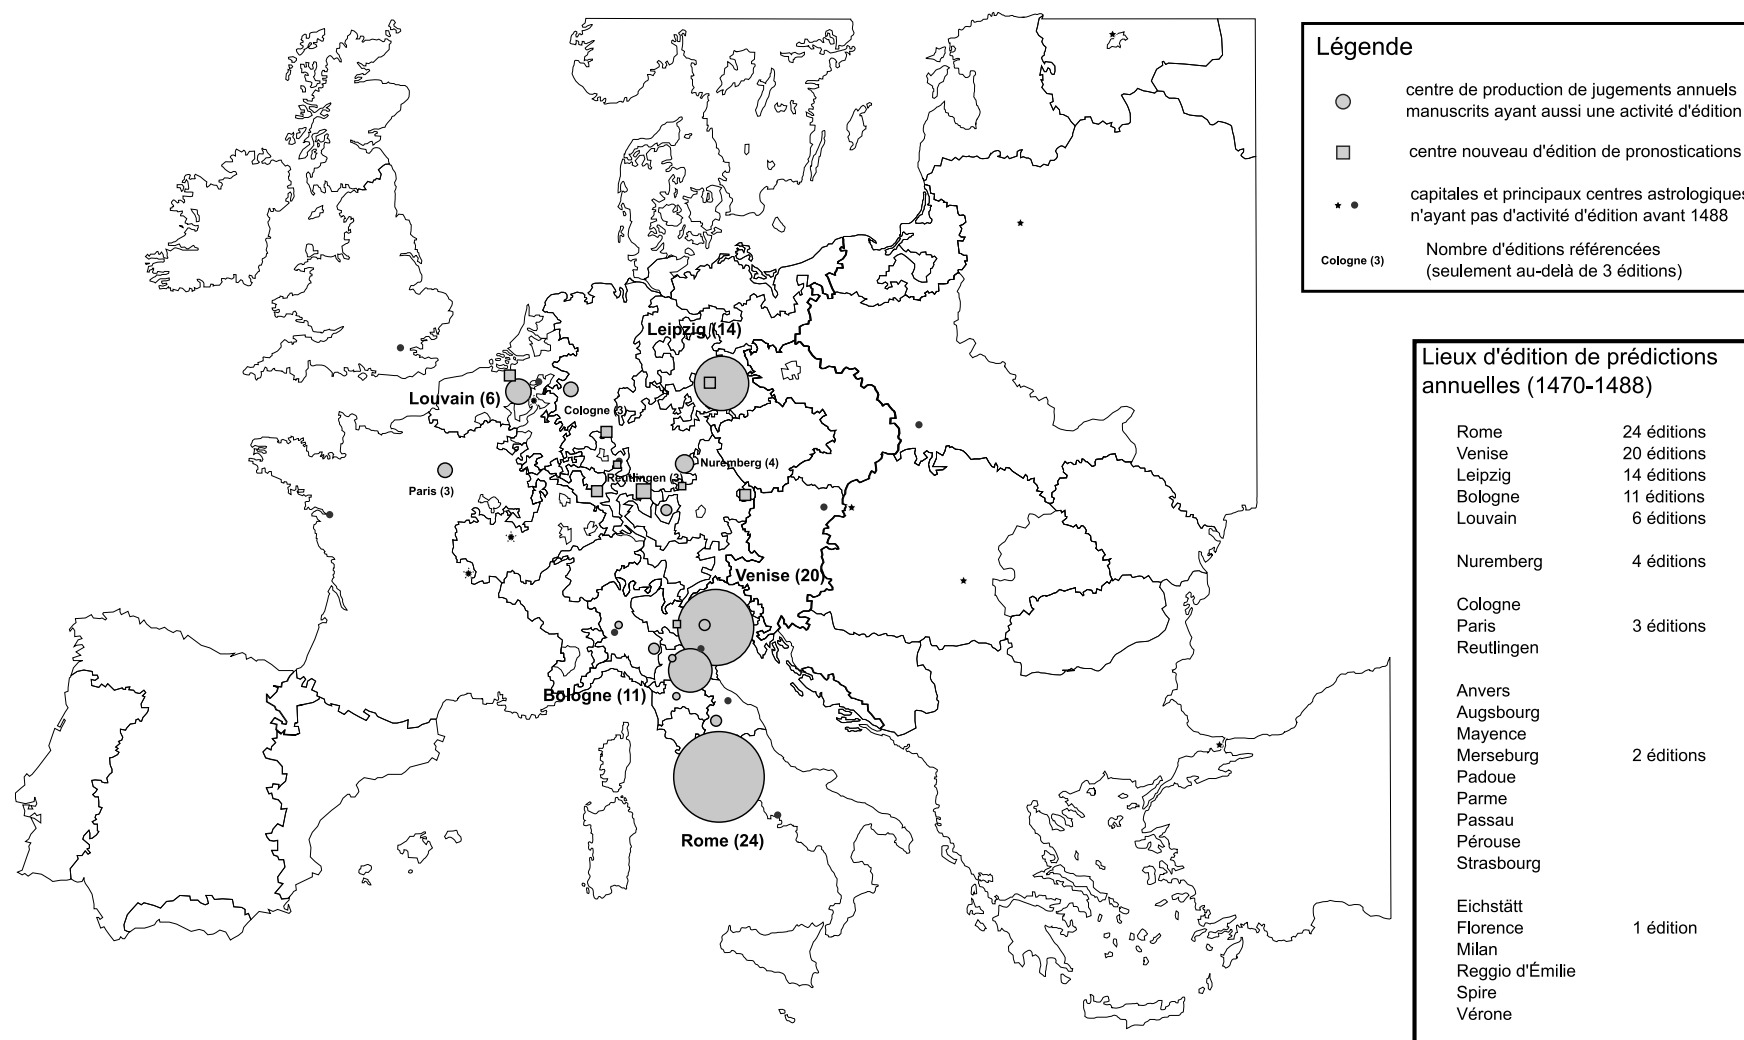 Légende
centre de production de jugements annuels
manuscrits ayant aussi une activité d'édition
centre nouveau d'édition de pronostications
capitales et principaux centres astrologiques
n'ayant pas d'activité d'édition avant 1488
Cologne (3)
Nombre d'éditions référencées
(seulement au-delà de 3 éditions)
Leipzig (14)
Louvain (6)
Cologne (3)
Nuremberg (4)
Reutlingen (3)
Paris (3)
Venise (20)
Bologne (11)
Rome (24)
Lieux d'édition de prédictions
annuelles (1470-1488)
Rome 24 éditions
Venise 20 éditions
Leipzig 14 éditions
Bologne 11 éditions
Louvain 6 éditions
Nuremberg 4 éditions
Cologne
Paris 3 éditions
Reutlingen
Anvers
Augsbourg
Mayence
Merseburg 2 éditions
Padoue
Parme
Passau
Pérouse
Strasbourg
Eichstätt
Florence 1 édition
Milan
Reggio d'Émilie
Spire
Vérone